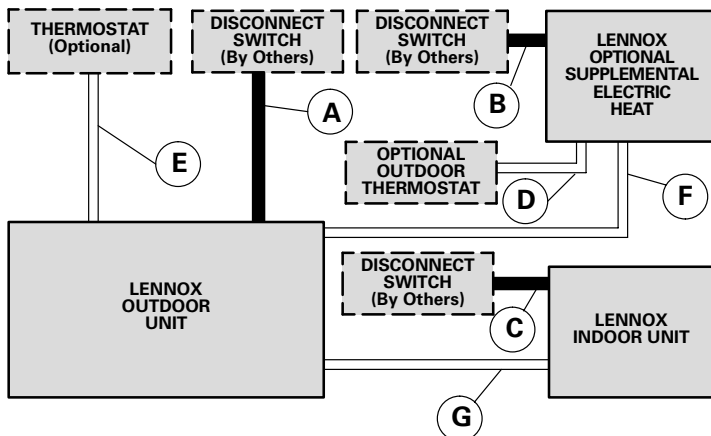 THERMOSTAT
(Optional)
DISCONNECT
SWITCH
(By Others)
DISCONNECT
SWITCH
(By Others)
LENNOX
OPTIONAL
SUPPLEMENTAL
ELECTRIC
HEAT
A
B
E
OPTIONAL
OUTDOOR
THERMOSTAT
D
F
LENNOX
OUTDOOR
UNIT
DISCONNECT
SWITCH
(By Others)
C
LENNOX
INDOOR UNIT
G